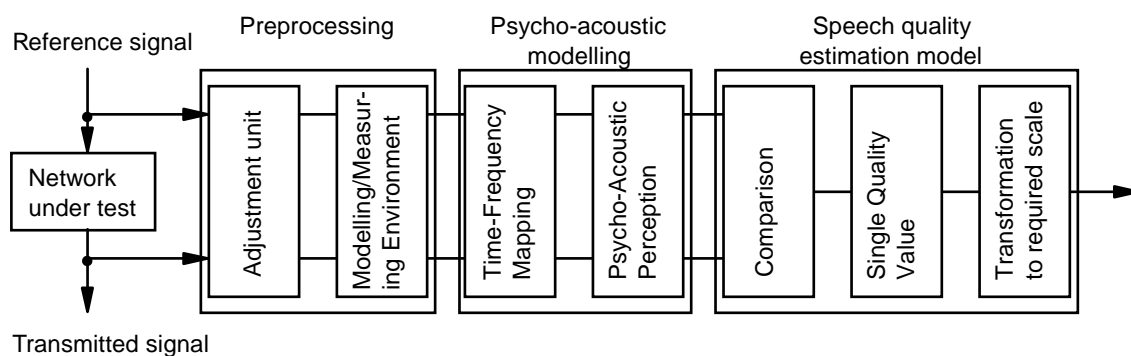 Reference signal
Preprocessing
Psycho-acoustic
modelling
Speech quality
estimation model
Network
under test
Adjustment unit
Modelling/Measur-
ing Environment
Time-Frequency
Mapping
Psycho-Acoustic
Perception
Comparison
Single Quality
Value
Transformation
to required scale
Transmitted signal